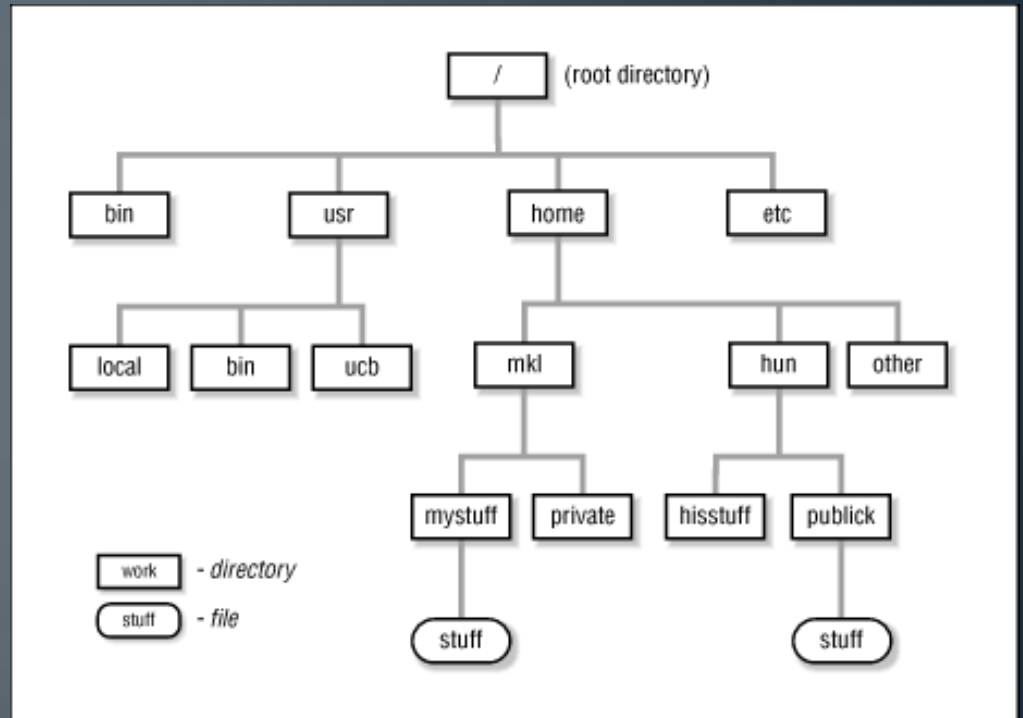 / (root directory)
bin usr home etc
local bin ucb mkl hun other
mystuff private hisstuff publick
work - directory
stuff - file
stuff stuff